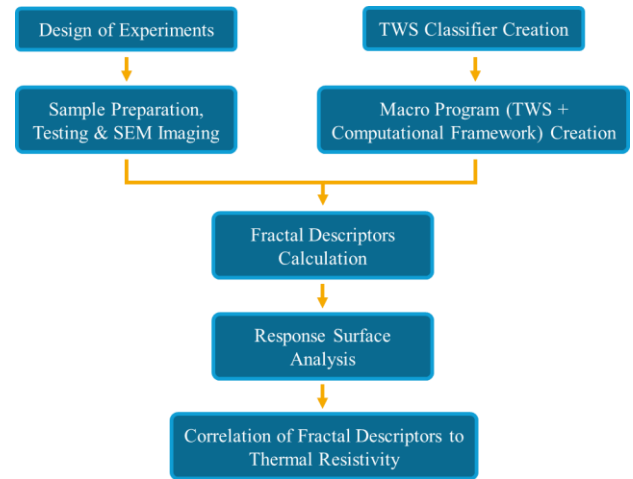 Design of Experiments
TWS Classifier Creation
Sample Preparation,
Testing & SEM Imaging
Macro Program (TWS +
Computational Framework) Creation
Fractal Descriptors
Calculation
Response Surface
Analysis
Correlation of Fractal Descriptors to
Thermal Resistivity